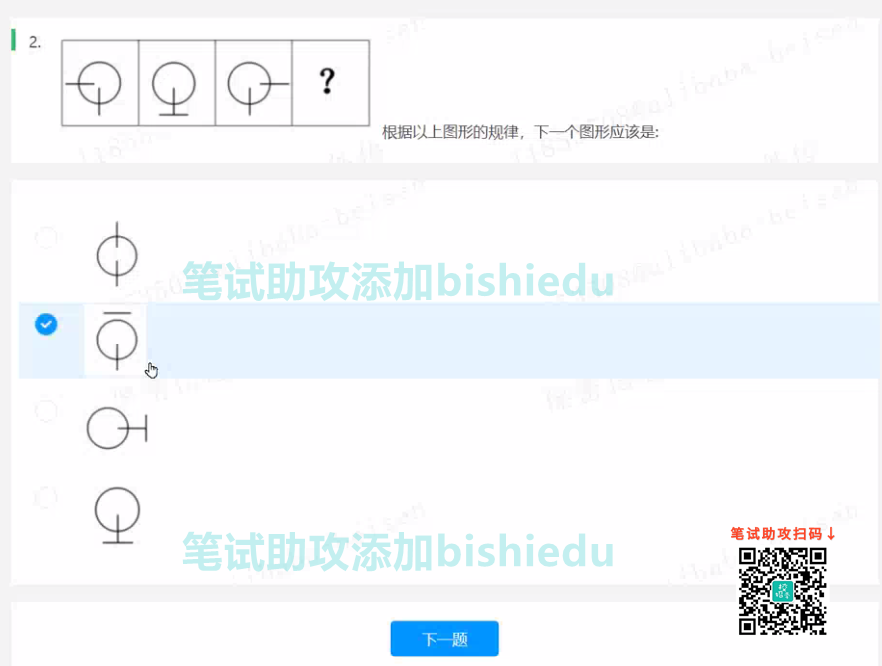 2.
?
根据以上图形的规律，下一个图形应该是:
笔试助攻添加bishiedu
笔试助攻添加bishiedu
笔试助攻扫码↓
下一题